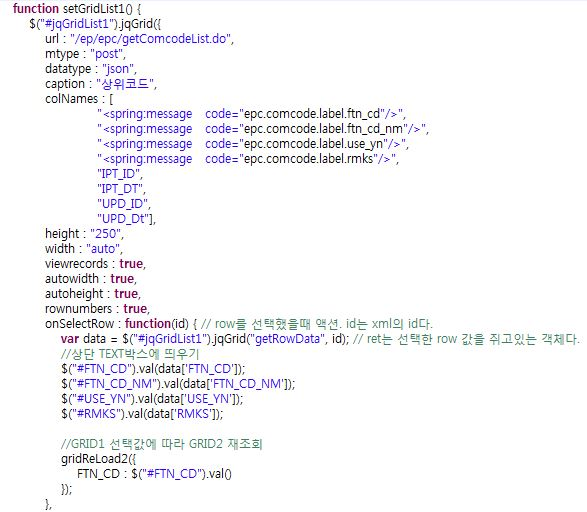 function setGridList1() {
$("#jqGridList1").jqGrid({
url : "/ep/epc/getComcodeList.do",
mtype : "post",
datatype : "json",
caption : "상위코드",
colNames : [
"<spring:message code="epc.comcode.label.ftn_cd"/>",
"<spring:message code="epc.comcode.label.ftn_cd_nm"/>",
"<spring:message code="epc.comcode.label.use_yn"/>",
"<spring:message code="epc.comcode.label.rmks"/>",
"IPT_ID",
"IPT_DT",
"UPD_ID",
"UPD_Dt"],
height : "250",
width : "auto",
viewrecords : true,
autowidth : true,
autoheight : true,
rownumbers : true,
onSelectRow : function(id) { // row를 선택했을때 액션. id는 xml의 id다.
var data = $("#jqGridList1").jqGrid("getRowData", id); // ret는 선택한 row 값을 쥐고있는 객체다.
//상단 TEXT박스에 띄우기
$("#FTN_CD").val(data['FTN_CD']);
$("#FTN_CD_NM").val(data['FTN_CD_NM']);
$("#USE_YN").val(data['USE_YN']);
$("#RMKS").val(data['RMKS']);
//GRID1 선택값에 따라 GRID2 재조회
gridReLoad2({
FTN_CD : $("#FTN_CD").val()
});
},